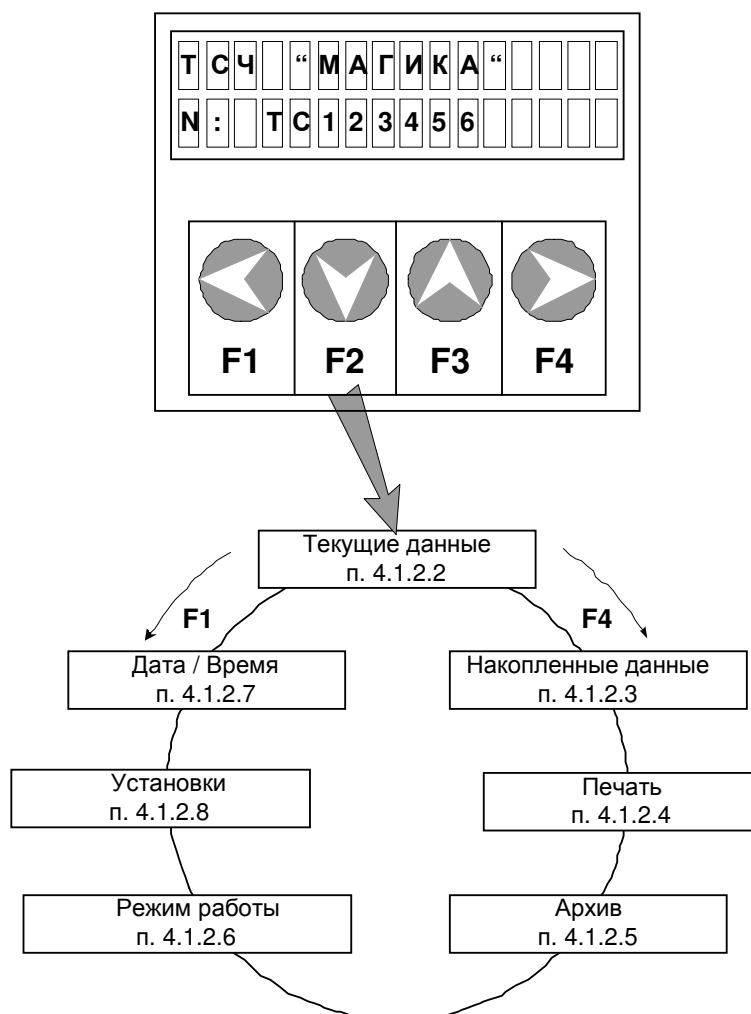 ТСЧ “МАГИКА“
N: ТС123456
F1 F2 F3 F4
Текущие данные
п. 4.1.2.2
F1 F4
Дата / Время
п. 4.1.2.7
Накопленные данные
п. 4.1.2.3
Установки
п. 4.1.2.8
Печать
п. 4.1.2.4
Режим работы
п. 4.1.2.6
Архив
п. 4.1.2.5